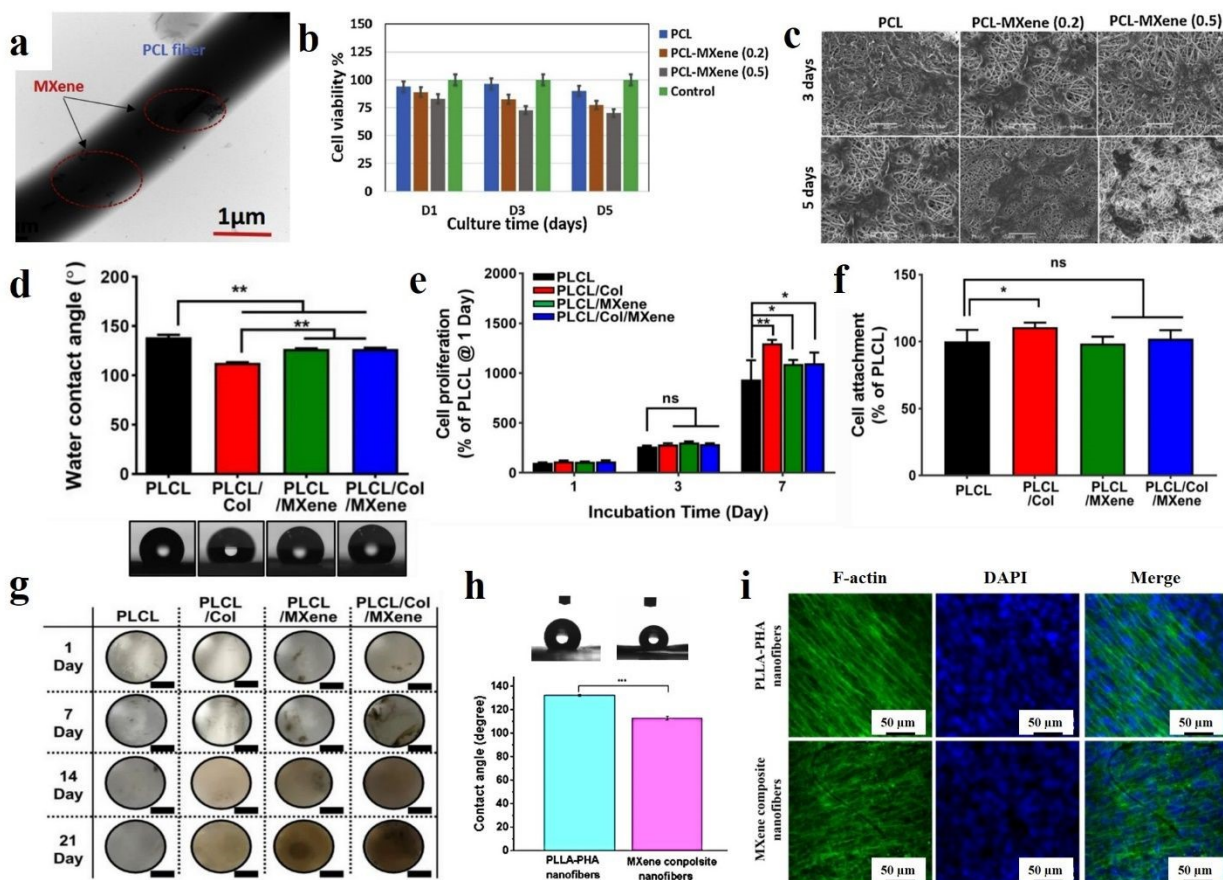 a
PCL fiber
MXene
1μm
b
Cell viability %
150
125
100
75
50
25
0
PCL
PCL-MXene (0.2)
PCL-MXene (0.5)
Control
D1
D3
D5
Culture time (days)
c
PCL
PCL-MXene (0.2)
PCL-MXene (0.5)
3 days
5 days
d
Water contact angle (°)
200
150
100
50
0
**
**
PLCL
PLCL/
Col
PLCL
/MXene
PLCL/Col
/MXene
e
Cell proliferation
(% of PLCL @ 1 Day)
2000
1500
1000
500
0
PLCL
PLCL/Col
PLCL/MXene
PLCL/Col/MXene
ns
*
*
**
1
3
7
Incubation Time (Day)
f
Cell attachment
(% of PLCL)
150
100
50
0
ns
*
PLCL
PLCL
/Col
PLCL
/MXene
PLCL/Col
/MXene
g
PLCL
PLCL
/Col
PLCL
/MXene
PLCL/Col
/MXene
1
Day
7
Day
14
Day
21
Day
h
Contact angle (degree)
140
120
100
80
60
40
20
0
***
PLLA-PHA
nanofibers
MXene conpolsite
nanofibers
i
F-actin
DAPI
Merge
PLLA-PHA
nanofibers
50 μm
50 μm
50 μm
MXene composite
nanofibers
50 μm
50 μm
50 μm